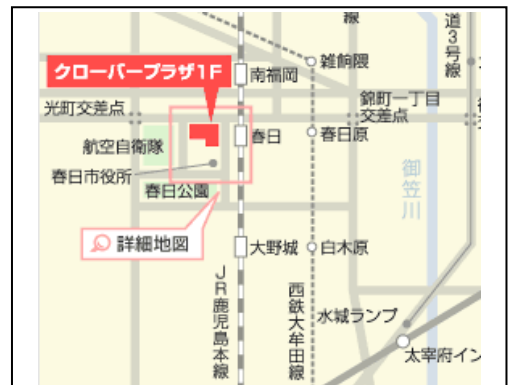 線
道3号線
雑餉隈
クローバープラザ1F
南福岡
錦町一丁目
交差点
光町交差点
春日
春日原
航空自衛隊
春日市役所
御笠川
春日公園
詳細地図
大野城
白木原
JR鹿児島本線
西鉄大牟田線
水城ランプ
太宰府イン